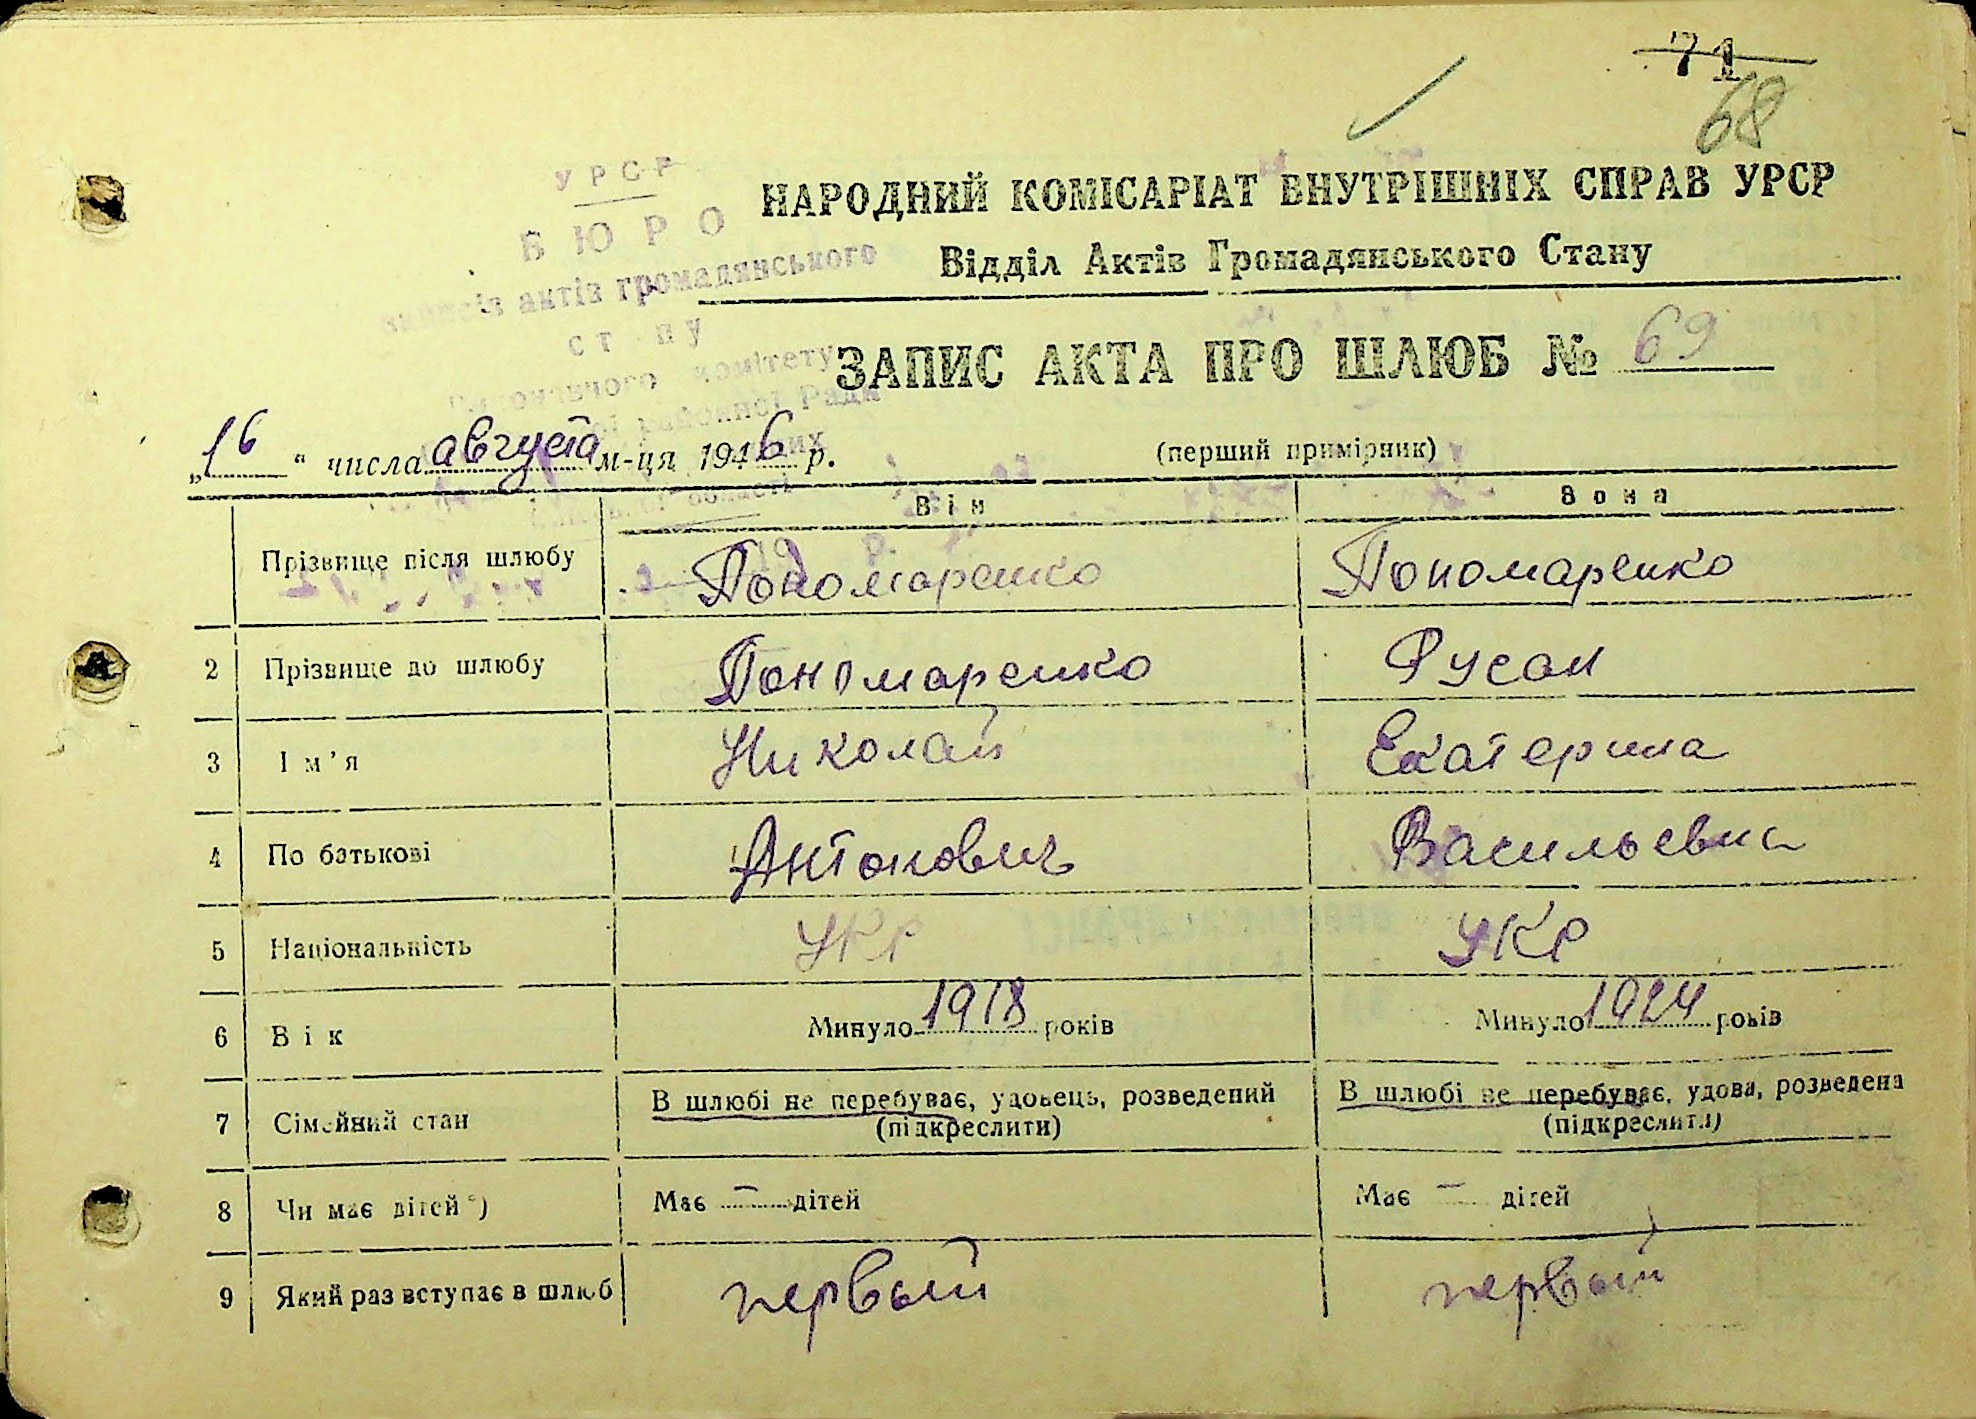 71
68
УРСР
БЮРО
записів актів громадянського
стану
комітету
районної Ради
області
НАРОДНИЙ КОМІСАРІАТ ВНУТРІШНІХ СПРАВ УРСР
Відділ Актів Громадянського Стану
ЗАПИС АКТА ПРО ШЛЮБ № 69
„16“ числа августа м-ця 1946 р. (перший примірник)
Він Вона
Прізвище після шлюбу Пономаренко Пономаренко
2 Прізвище до шлюбу Пономаренко Русан
3 Ім’я Николай Екатерина
4 По батькові Антонович Васильевна
5 Національність УКР УКР
6 Вік Минуло 1918 років Минуло 1924 років
7 Сімейний стан В шлюбі не перебуває, удовець, розведений В шлюбі не перебуває, удова, розведена
(підкреслити) (підкреслити)
8 Чи має дітей*) Має — дітей Має — дітей
9 Який раз вступає в шлюб первый первый